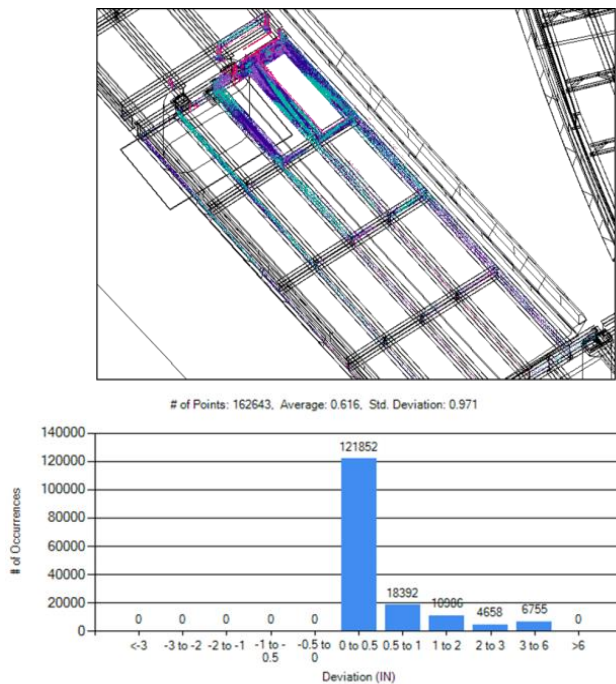 # of Points: 162643, Average: 0.616, Std. Deviation: 0.971
140000
120000
100000
80000
60000
40000
20000
0
# of Occurrences
0 0 0 0 0 121852 18392 10986 4658 6755 0
<-3 -3 to -2 -2 to -1 -1 to -0.5 -0.5 to 0 0 to 0.5 0.5 to 1 1 to 2 2 to 3 3 to 6 >6
Deviation (IN)